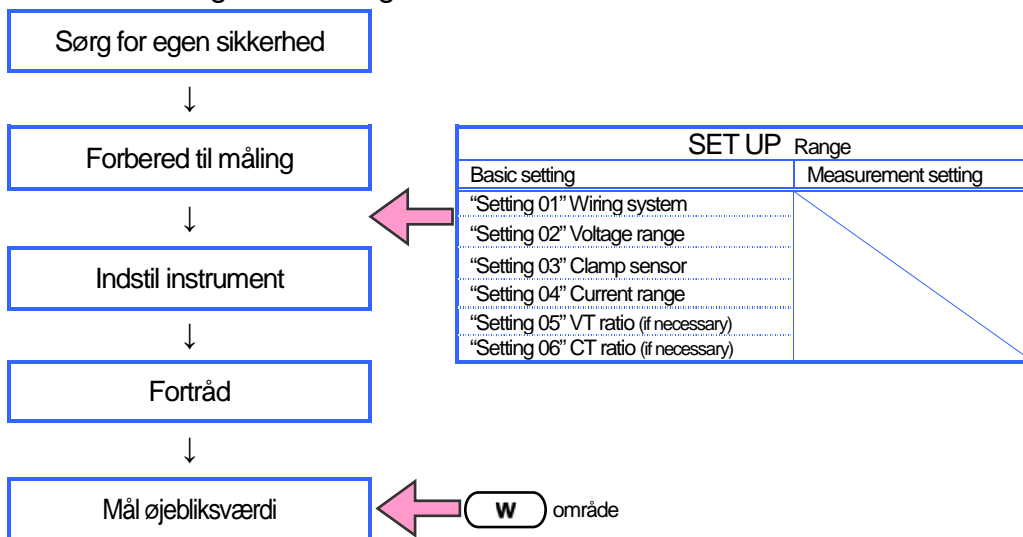 Sørg for egen sikkerhed
↓
Forbered til måling
↓
Indstil instrument
↓
Fortråd
↓
Mål øjebliksværdi
SET UP Range
Basic setting Measurement setting
“Setting 01” Wiring system
“Setting 02” Voltage range
“Setting 03” Clamp sensor
“Setting 04” Current range
“Setting 05” VT ratio (if necessary)
“Setting 06” CT ratio (if necessary)
W område